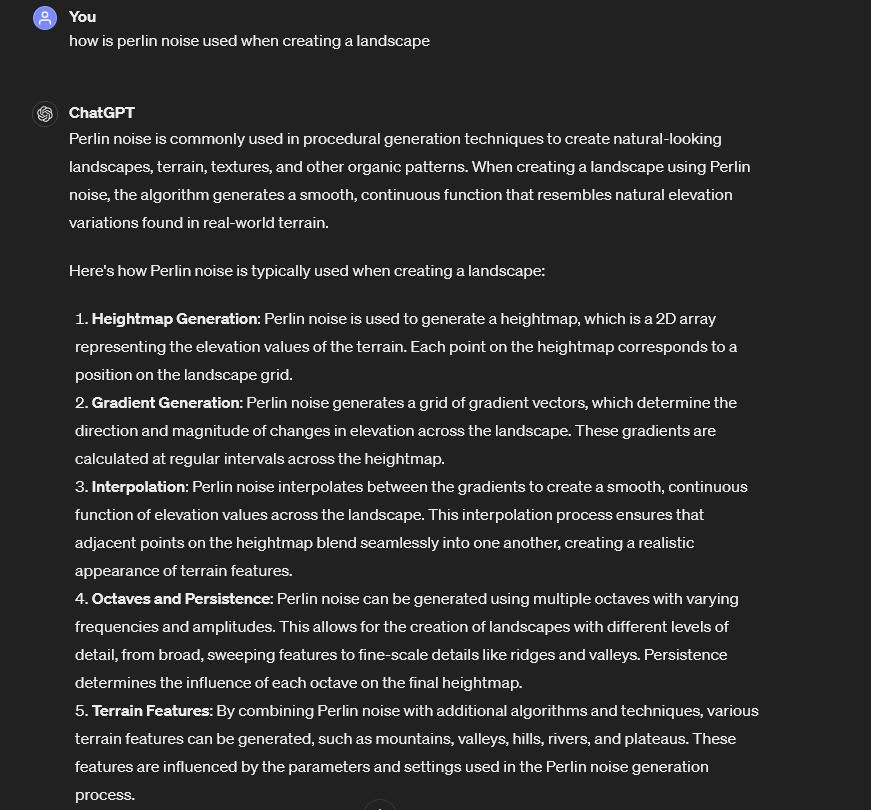 You
how is perlin noise used when creating a landscape
ChatGPT
Perlin noise is commonly used in procedural generation techniques to create natural-looking
landscapes, terrain, textures, and other organic patterns. When creating a landscape using Perlin
noise, the algorithm generates a smooth, continuous function that resembles natural elevation
variations found in real-world terrain.
Here's how Perlin noise is typically used when creating a landscape:
1. Heightmap Generation: Perlin noise is used to generate a heightmap, which is a 2D array
representing the elevation values of the terrain. Each point on the heightmap corresponds to a
position on the landscape grid.
2. Gradient Generation: Perlin noise generates a grid of gradient vectors, which determine the
direction and magnitude of changes in elevation across the landscape. These gradients are
calculated at regular intervals across the heightmap.
3. Interpolation: Perlin noise interpolates between the gradients to create a smooth, continuous
function of elevation values across the landscape. This interpolation process ensures that
adjacent points on the heightmap blend seamlessly into one another, creating a realistic
appearance of terrain features.
4. Octaves and Persistence: Perlin noise can be generated using multiple octaves with varying
frequencies and amplitudes. This allows for the creation of landscapes with different levels of
detail, from broad, sweeping features to fine-scale details like ridges and valleys. Persistence
determines the influence of each octave on the final heightmap.
5. Terrain Features: By combining Perlin noise with additional algorithms and techniques, various
terrain features can be generated, such as mountains, valleys, hills, rivers, and plateaus. These
features are influenced by the parameters and settings used in the Perlin noise generation
process.